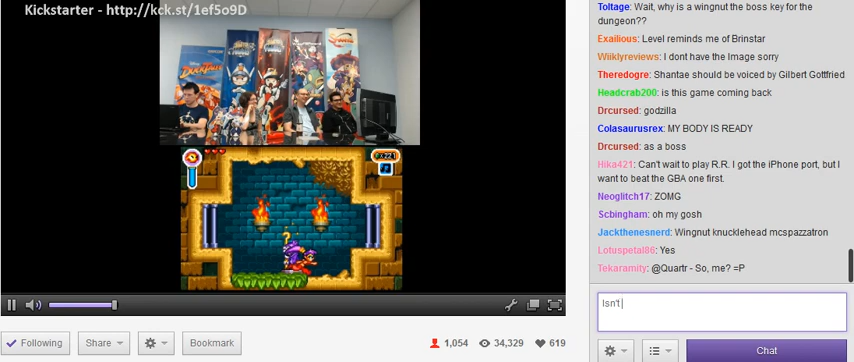 Kickstarter - http://kck.st/1ef5o9D
DUCKTALES
x221
Following
Share
Bookmark
1,054
34,329
619
Toltage: Wait, why is a wingnut the boss key for the
dungeon??
Exailious: Level reminds me of Brinstar
Wiiklyreviews: I dont have the Image sorry
Theredogre: Shantae should be voiced by Gilbert Gottfried
Headcrab200: is this game coming back
Drcursed: godzilla
Colasaurusrex: MY BODY IS READY
Drcursed: as a boss
Hika421: Can't wait to play R.R. I got the iPhone port, but I
want to beat the GBA one first.
Neoglitch17: ZOMG
Scbingham: oh my gosh
Jackthenesnerd: Wingnut knucklehead mcspazzatron
Lotuspetal86: Yes
Tekaramity: @Quartr - So, me? =P
Isn't
Chat